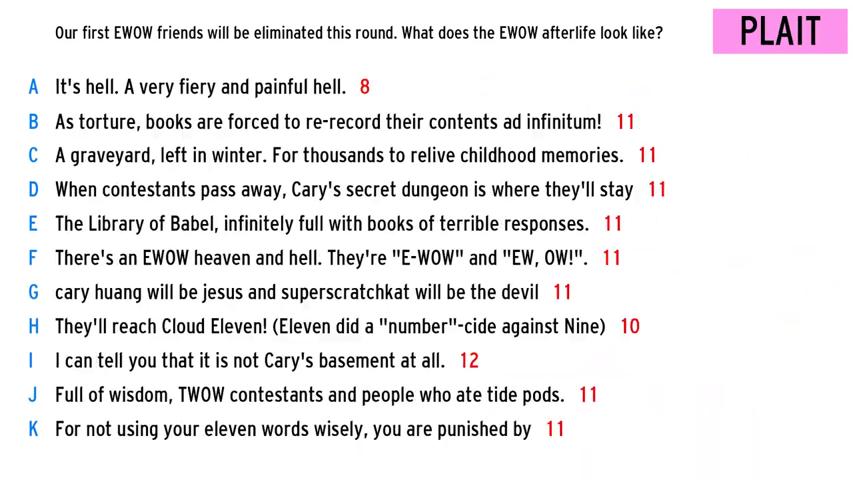 Our first EWOW friends will be eliminated this round. What does the EWOW afterlife look like?
PLAIT
A It's hell. A very fiery and painful hell. 8
B As torture, books are forced to re-record their contents ad infinitum! 11
C A graveyard, left in winter. For thousands to relive childhood memories. 11
D When contestants pass away, Cary's secret dungeon is where they'll stay 11
E The Library of Babel, infinitely full with books of terrible responses. 11
F There's an EWOW heaven and hell. They're "E-WOW" and "EW, OW!". 11
G cary huang will be jesus and superscratchkat will be the devil 11
H They'll reach Cloud Eleven! (Eleven did a "number"-cide against Nine) 10
I I can tell you that it is not Cary's basement at all. 12
J Full of wisdom, TWOW contestants and people who ate tide pods. 11
K For not using your eleven words wisely, you are punished by 11